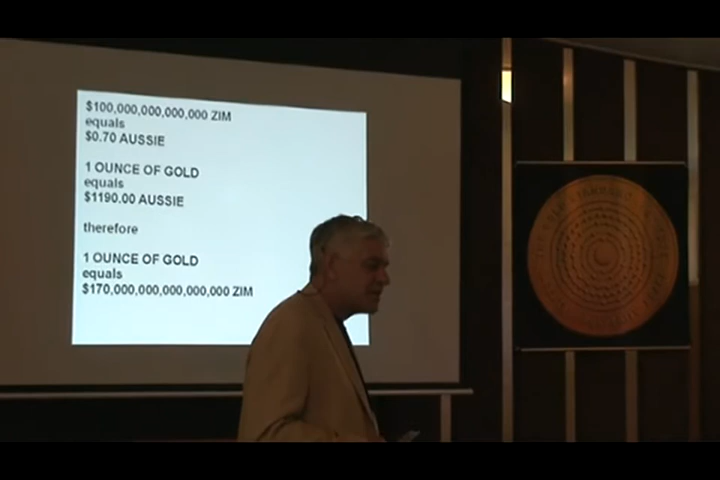 $100,000,000,000,000 ZIM
equals
$0.70 AUSSIE
1 OUNCE OF GOLD
equals
$1190.00 AUSSIE
therefore
1 OUNCE OF GOLD
equals
$170,000,000,000,000,000 ZIM